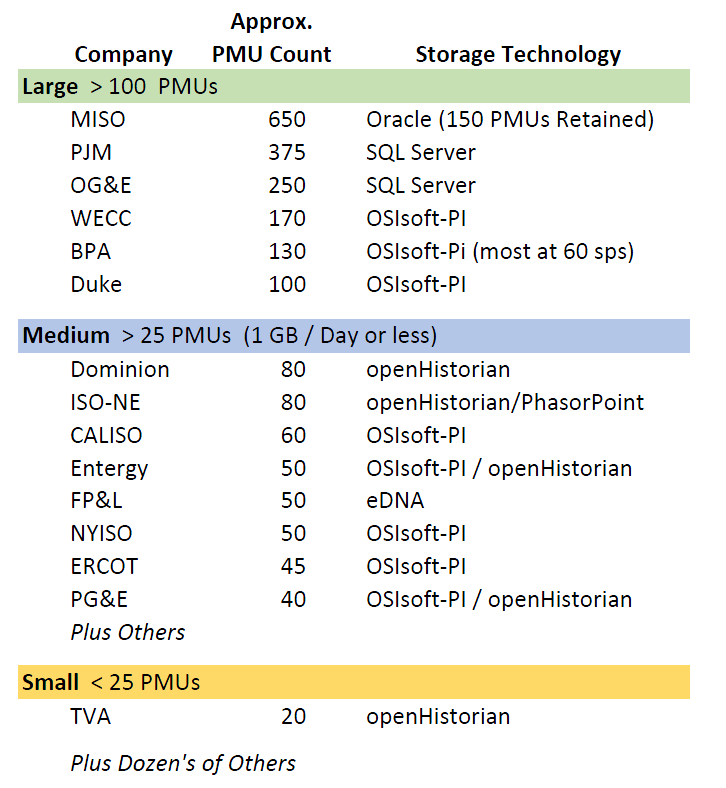 Approx.
Company PMU Count Storage Technology
Large > 100 PMUs
MISO 650 Oracle (150 PMUs Retained)
PJM 375 SQL Server
OG&E 250 SQL Server
WECC 170 OSIsoft-PI
BPA 130 OSIsoft-Pi (most at 60 sps)
Duke 100 OSIsoft-PI
Medium > 25 PMUs (1 GB / Day or less)
Dominion 80 openHistorian
ISO-NE 80 openHistorian/PhasorPoint
CALISO 60 OSIsoft-PI
Entergy 50 OSIsoft-PI / openHistorian
FP&L 50 eDNA
NYISO 50 OSIsoft-PI
ERCOT 45 OSIsoft-PI
PG&E 40 OSIsoft-PI / openHistorian
Plus Others
Small < 25 PMUs
TVA 20 openHistorian
Plus Dozen's of Others